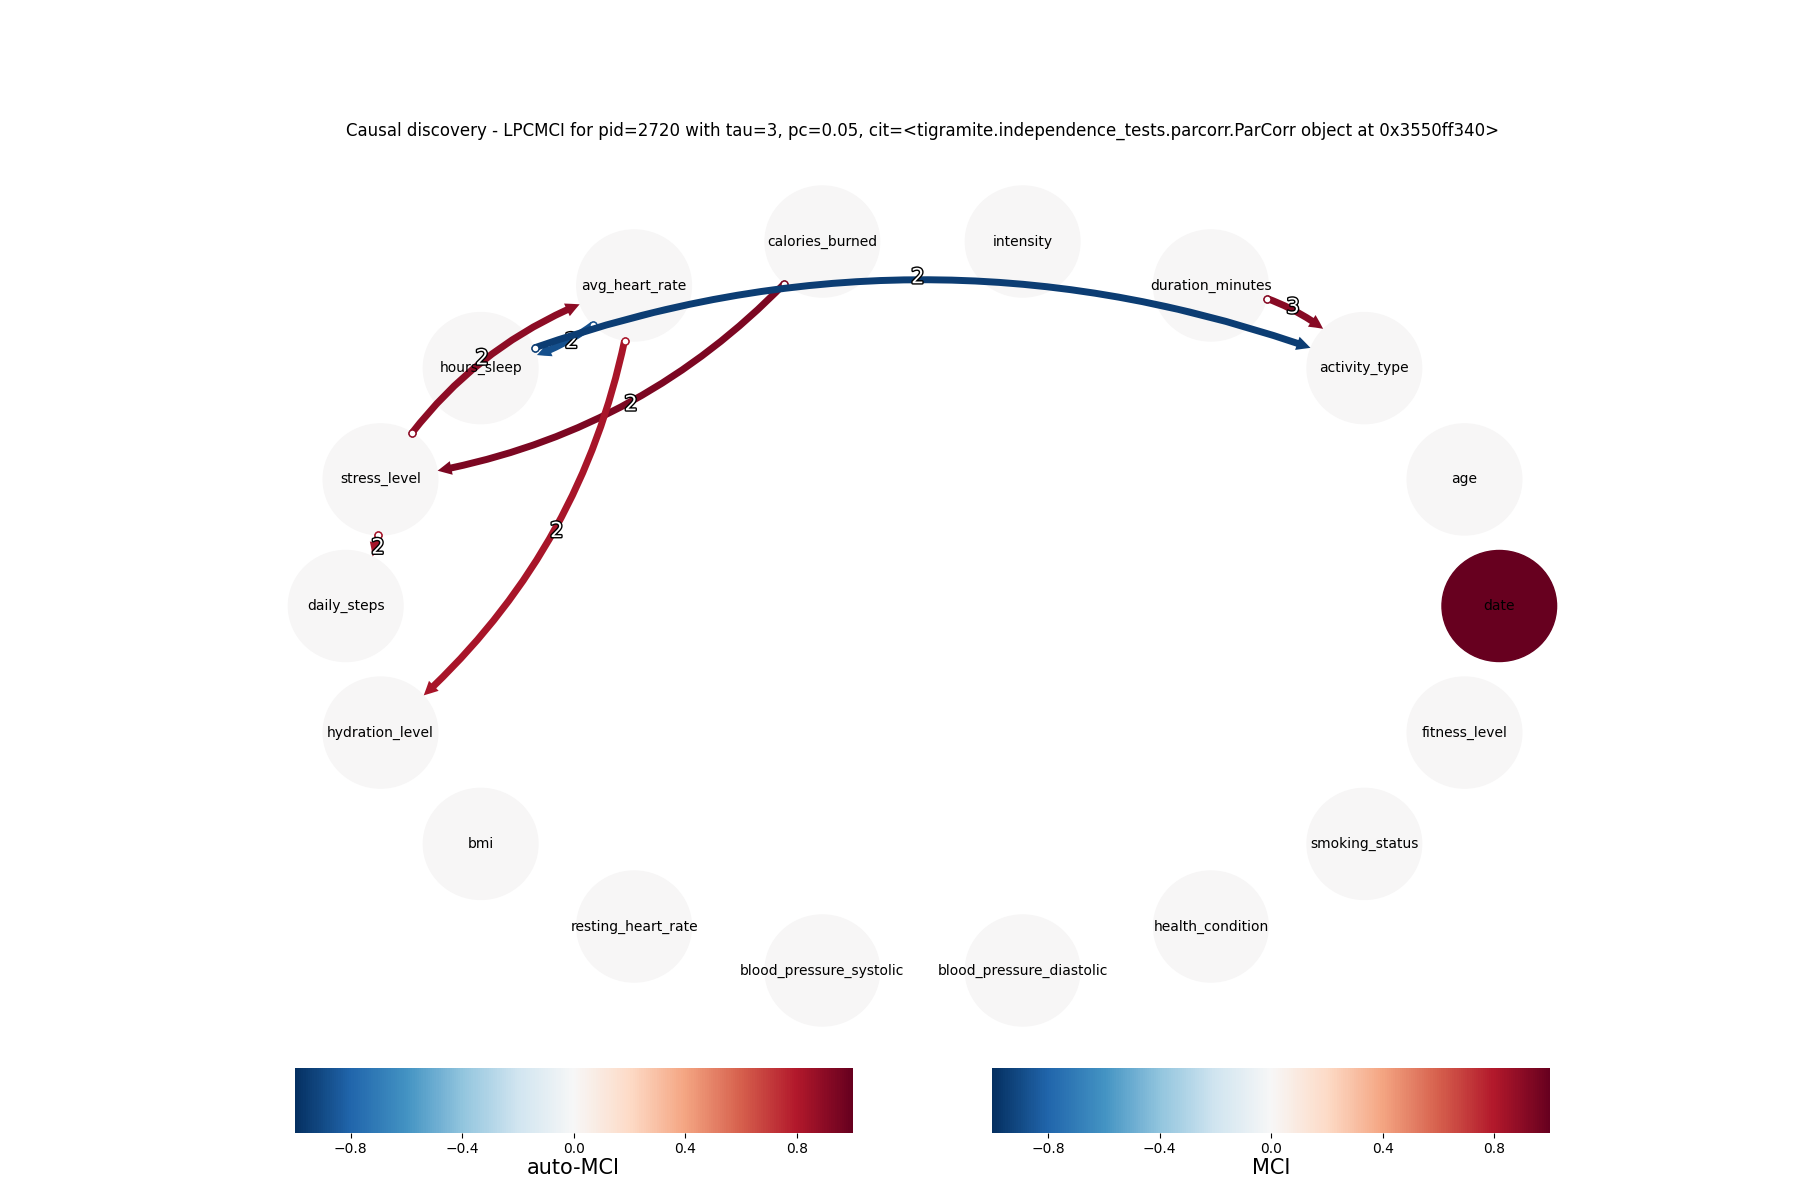 Causal discovery - LPCMCI for pid=2720 with tau=3, pc=0.05, cit=<tigramite.independence_tests.parcorr.ParCorr object at 0x3550ff340>
calories_burned
intensity
avg_heart_rate
duration_minutes
2
3
2
2
hours_sleep
activity_type
2
stress_level
age
2
2
daily_steps
date
hydration_level
fitness_level
bmi
smoking_status
resting_heart_rate
health_condition
blood_pressure_systolic
blood_pressure_diastolic
−0.8 −0.4 0.0 0.4 0.8
auto-MCI
−0.8 −0.4 0.0 0.4 0.8
MCI